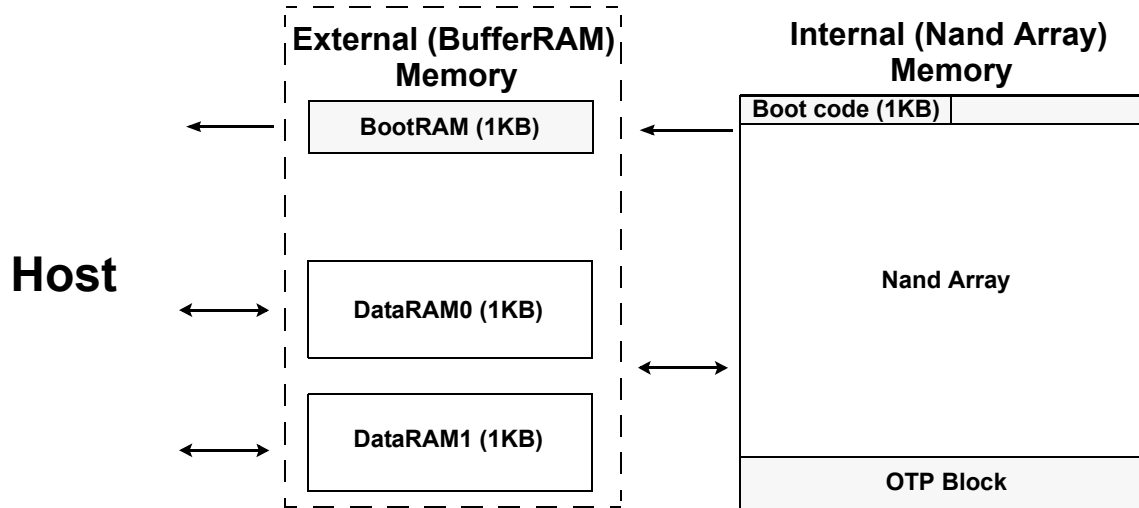 External (BufferRAM)
Memory
Internal (Nand Array)
Memory
BootRAM (1KB)
Boot code (1KB)
Host
Nand Array
DataRAM0 (1KB)
DataRAM1 (1KB)
OTP Block